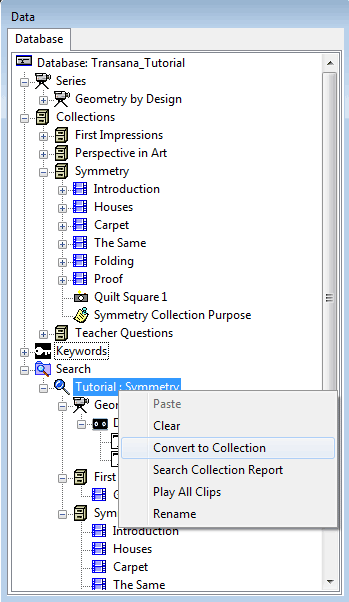 Data
Database
Database: Transana_Tutorial
Series
Geometry by Design
Collections
First Impressions
Perspective in Art
Symmetry
Introduction
Houses
Carpet
The Same
Folding
Proof
Quilt Square 1
Symmetry Collection Purpose
Teacher Questions
Keywords
Search
Tutorial : Symmetry
Paste
Clear
Convert to Collection
Search Collection Report
Play All Clips
Rename
First
Introduction
Houses
Carpet
The Same